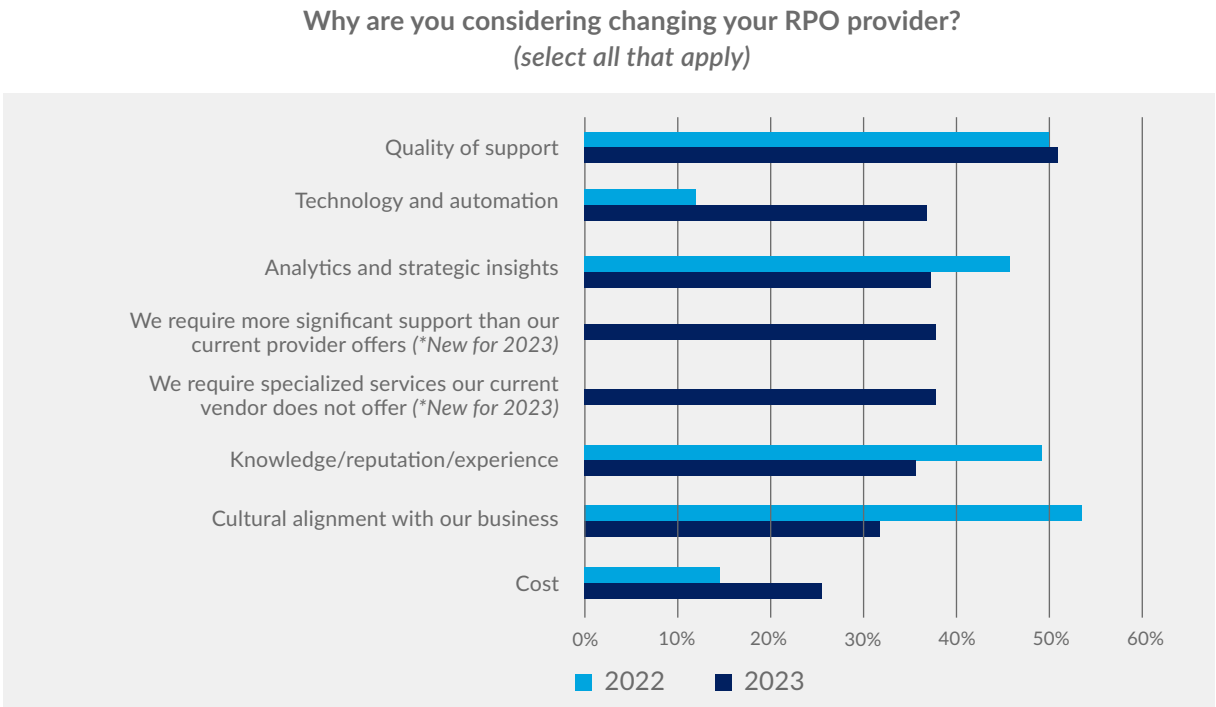 Why are you considering changing your RPO provider?
(select all that apply)
Quality of support
Technology and automation
Analytics and strategic insights
We require more significant support than our
current provider offers (*New for 2023)
We require specialized services our current
vendor does not offer (*New for 2023)
Knowledge/reputation/experience
Cultural alignment with our business
Cost
0% 10% 20% 30% 40% 50% 60%
2022 2023